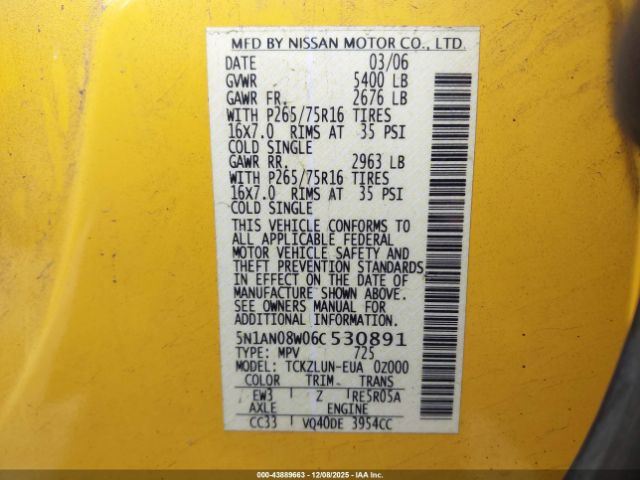 MFD BY NISSAN MOTOR CO., LTD.
DATE 03/06
GVWR 5400 LB
GAWR FR. 2676 LB
WITH P265/75R16 TIRES
16X7.0 RIMS AT 35 PSI
COLD SINGLE
GAWR RR. 2963 LB
WITH P265/75R16 TIRES
16X7.0 RIMS AT 35 PSI
COLD SINGLE
THIS VEHICLE CONFORMS TO
ALL APPLICABLE FEDERAL
MOTOR VEHICLE SAFETY AND
THEFT PREVENTION STANDARDS
IN EFFECT ON THE DATE OF
MANUFACTURE SHOWN ABOVE.
SEE OWNERS MANUAL FOR
ADDITIONAL INFORMATION.
5N1AN08W06C530891
TYPE: MPV 725
MODEL: TCKZLUN-EUA 0Z000
COLOR TRIM TRANS
EW3 Z RE5R05A
AXLE ENGINE
CC33 VQ40DE 3954CC
000-43889663 - 12/08/2025 - IAAI.COM